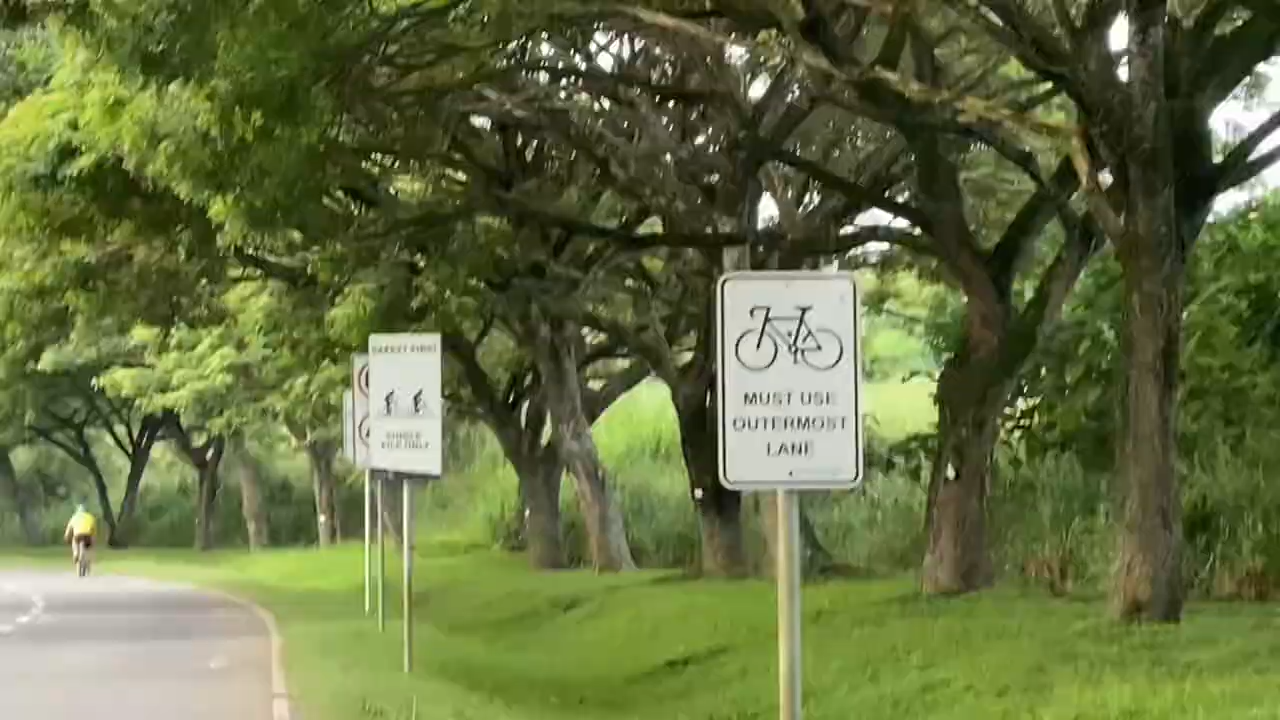 SAFETY FIRST
SINGLE
FILE ONLY
MUST USE
OUTERMOST
LANE